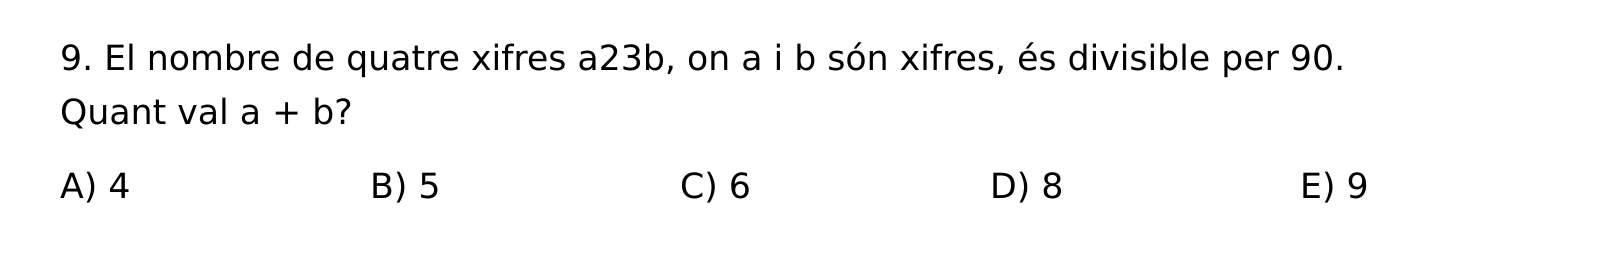 9. El nombre de quatre xifres a23b, on a i b són xifres, és divisible per 90.
Quant val a + b?
A) 4 B) 5 C) 6 D) 8 E) 9